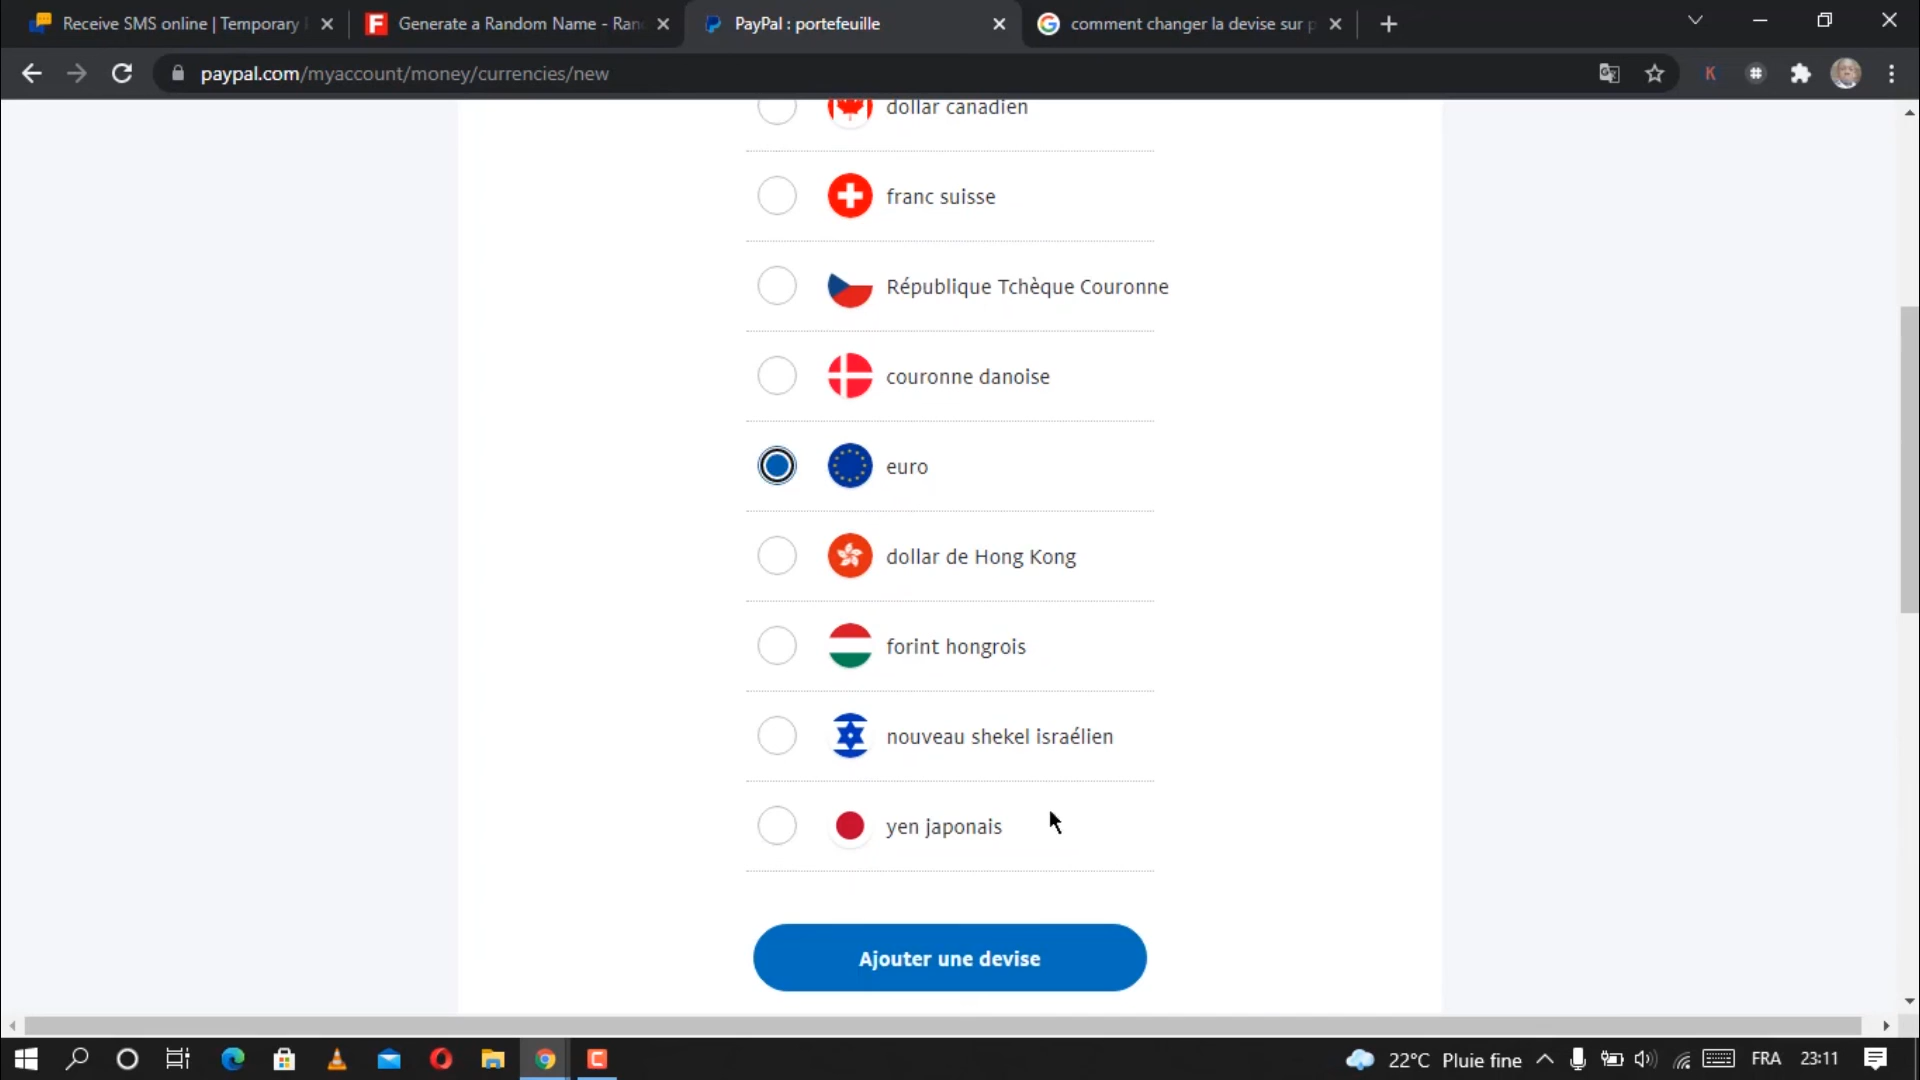 Receive SMS online | Temporary
Generate a Random Name - Ran
PayPal : portefeuille
comment changer la devise sur p
paypal.com/myaccount/money/currencies/new
K
dollar canadien
franc suisse
République Tchèque Couronne
couronne danoise
euro
dollar de Hong Kong
forint hongrois
nouveau shekel israélien
yen japonais
Ajouter une devise
22°C Pluie fine
FRA
23:11